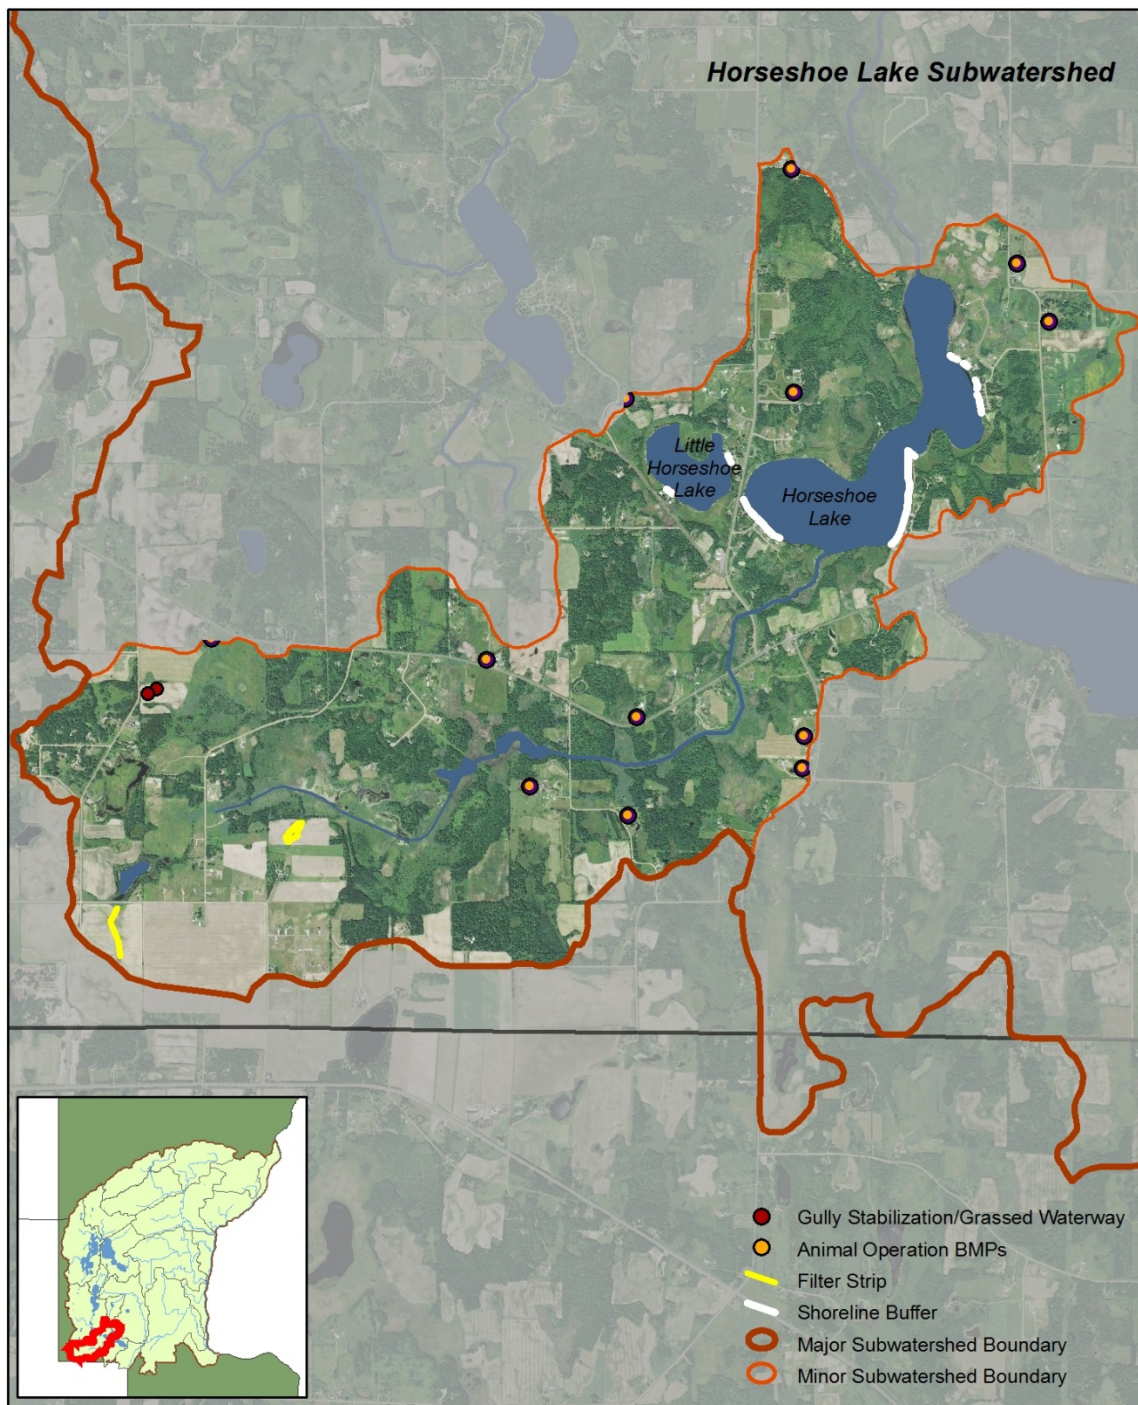 Horseshoe Lake Subwatershed
Little
Horseshoe
Lake
Horseshoe
Lake
Gully Stabilization/Grassed Waterway
Animal Operation BMPs
Filter Strip
Shoreline Buffer
Major Subwatershed Boundary
Minor Subwatershed Boundary